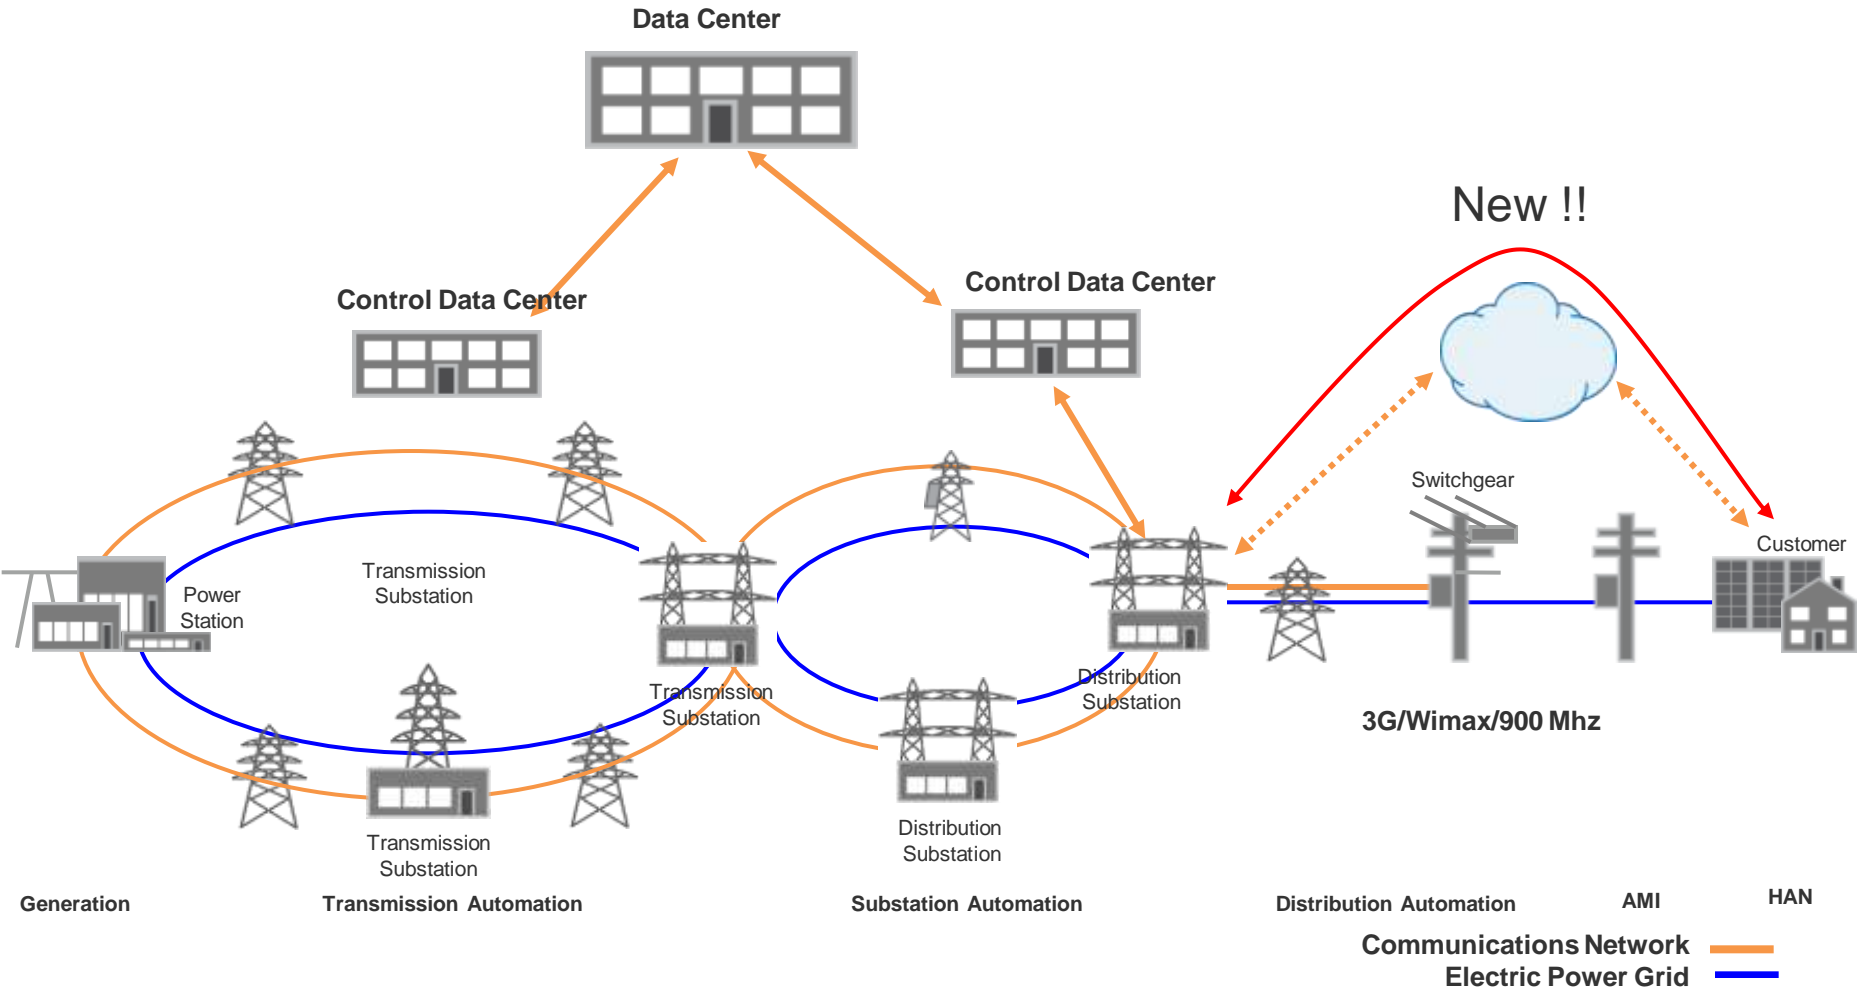 Data Center
New !!
Control Data Center
Control Data Center
Switchgear
Customer
Transmission
Substation
Power
Station
Transmission
Substation
Distribution
Substation
3G/Wimax/900 Mhz
Distribution
Substation
Transmission
Substation
Generation
Transmission Automation
Substation Automation
Distribution Automation
AMI
HAN
Communications Network
Electric Power Grid